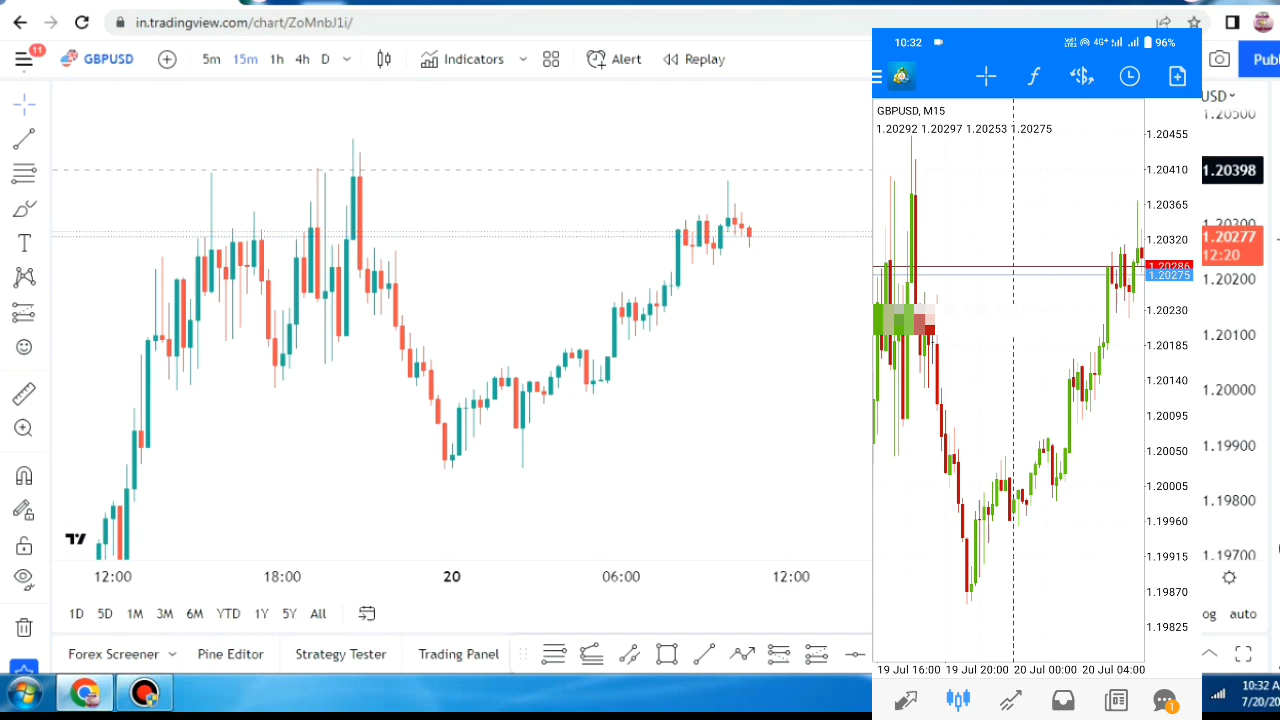 in.tradingview.com/chart/ZoMnbJ1i/
11
GBPUSD
5m 15m 1h 4h D
Indicators
Alert
Replay
10:32
4G+
96%
GBPUSD, M15
1.20292 1.20297 1.20253 1.20275
1.20455
1.20410
1.20365
1.20320
1.20286
1.20275
1.20230
1.20185
1.20140
1.20095
1.20050
1.20005
1.19960
1.19915
1.19870
1.19825
19 Jul 16:00 19 Jul 20:00 20 Jul 00:00 20 Jul 04:00
1
Publ
USD
1.20500
1.20398
1.20300
1.20277
12:20
1.20200
1.20100
1.20000
1.19900
1.19800
1.19700
og auto
12:00 18:00 20 06:00 12:00
1D 5D 1M 3M 6M YTD 1Y 5Y All
Forex Screener Pine Editor Strategy Tester Trading Panel
10:32 A
7/20/20